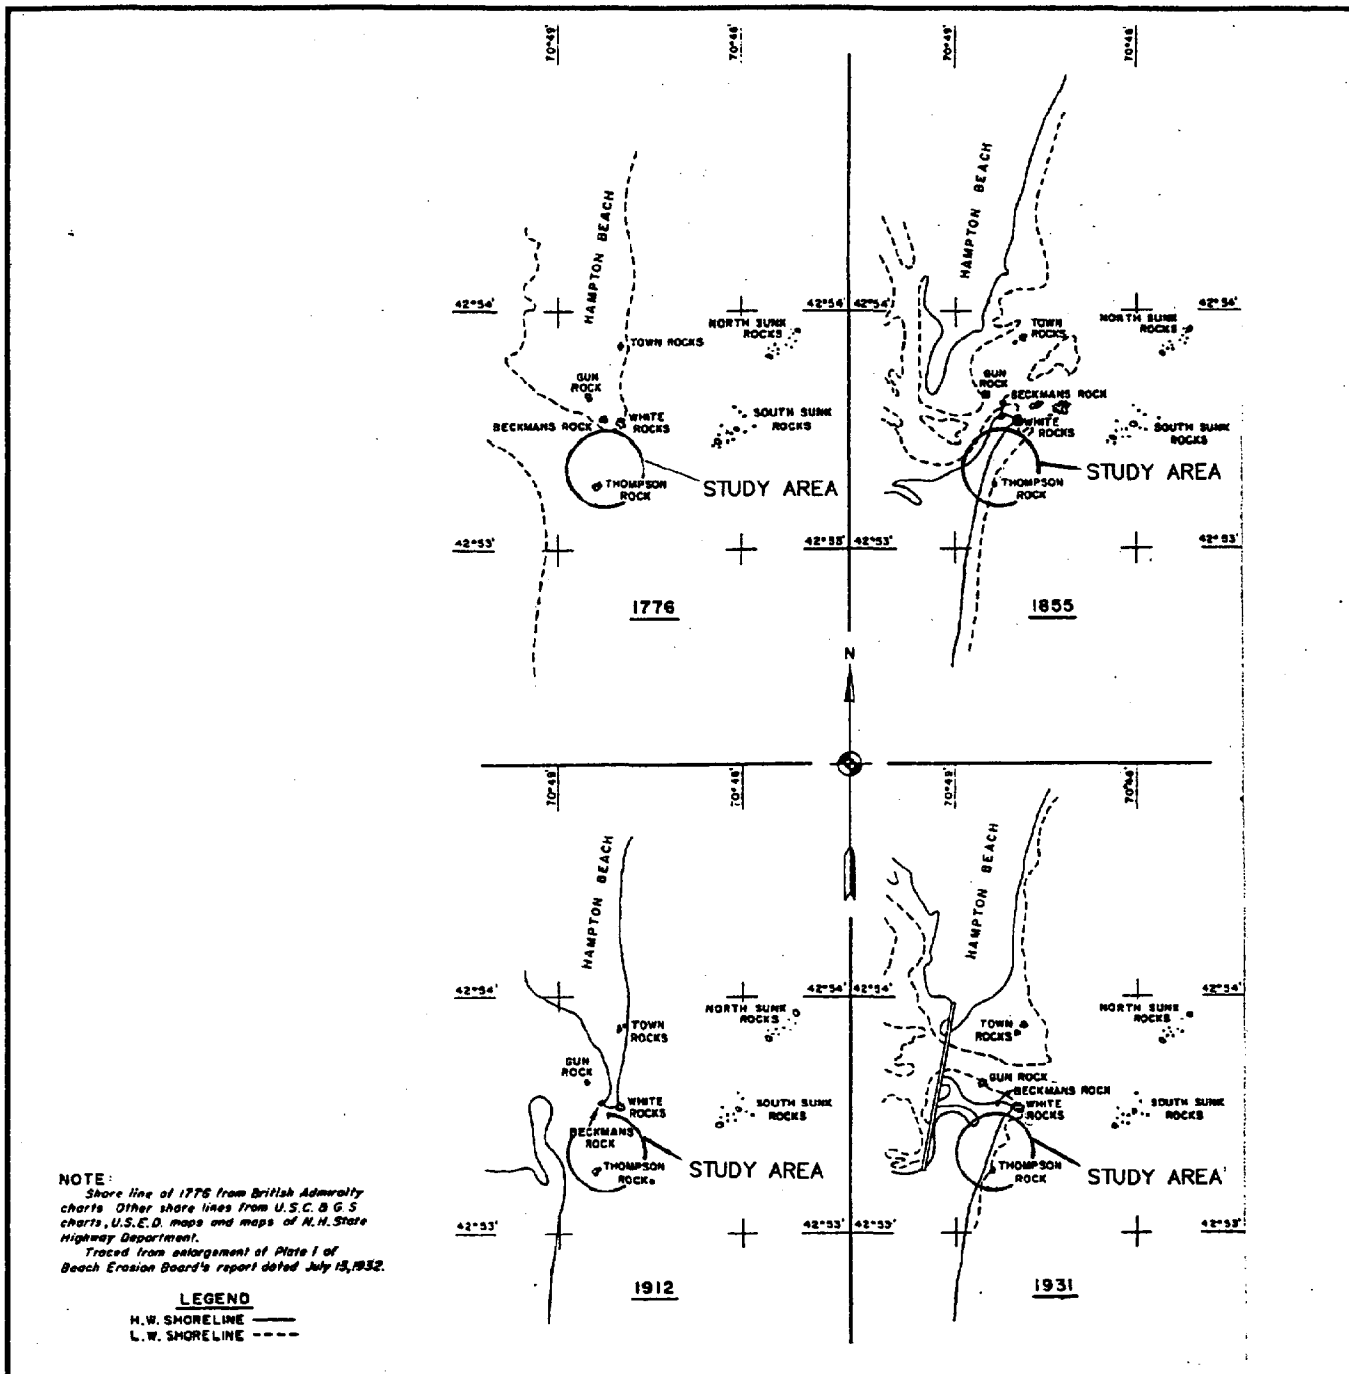 70°49'
70°48'
70°49'
70°48'
HAMPTON BEACH
42°54'
42°54'
TOWN ROCKS
NORTH SUNK
ROCKS
GUN
ROCK
BECKMANS ROCK
WHITE
ROCKS
SOUTH SUNK
ROCKS
THOMPSON
ROCK
STUDY AREA
42°53'
42°53'
1776
HAMPTON BEACH
42°54'
42°54'
TOWN
ROCKS
NORTH SUNK
ROCKS
GUN
ROCK
BECKMANS ROCK
WHITE
ROCKS
SOUTH SUNK
ROCKS
THOMPSON
ROCK
STUDY AREA
42°53'
42°53'
1855
N
70°49'
70°48'
70°49'
70°48'
HAMPTON BEACH
42°54'
42°54'
TOWN
ROCKS
NORTH SUNK
ROCKS
GUN
ROCK
WHITE
ROCKS
SOUTH SUNK
ROCKS
BECKMANS
ROCK
THOMPSON
ROCK
STUDY AREA
42°53'
42°53'
1912
HAMPTON BEACH
42°54'
42°54'
TOWN
ROCKS
NORTH SUNK
ROCKS
GUN ROCK
BECKMANS ROCK
WHITE
ROCKS
SOUTH SUNK
ROCKS
THOMPSON
ROCK
STUDY AREA
42°53'
42°53'
1931
NOTE:
Shore line of 1776 from British Admiralty
charts Other shore lines from U.S.C. & G.S
charts, U.S.E.D. maps and maps of N.H. State
Highway Department.
Traced from enlargement of Plate 1 of
Beach Erosion Board's report dated July 15, 1932.
LEGEND
H.W. SHORELINE
L.W. SHORELINE